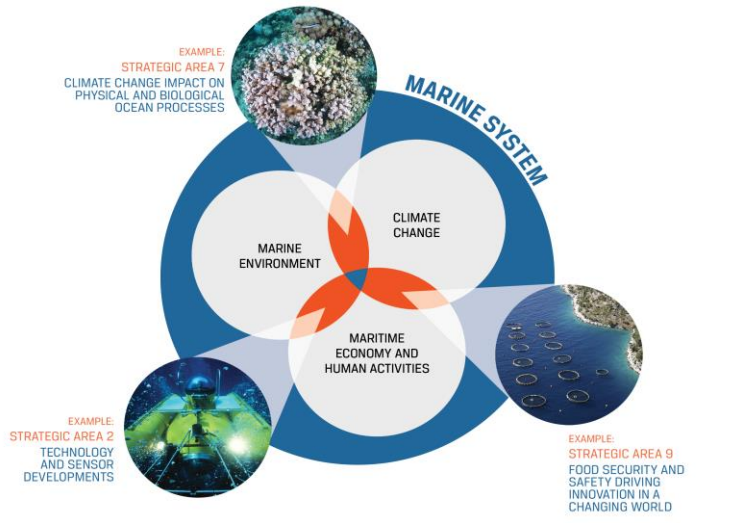 EXAMPLE:
STRATEGIC AREA 7
CLIMATE CHANGE IMPACT ON
PHYSICAL AND BIOLOGICAL
OCEAN PROCESSES
MARINE SYSTEM
CLIMATE
CHANGE
MARINE
ENVIRONMENT
MARITIME
ECONOMY AND
HUMAN ACTIVITIES
EXAMPLE:
STRATEGIC AREA 2
TECHNOLOGY
AND SENSOR
DEVELOPMENTS
EXAMPLE:
STRATEGIC AREA 9
FOOD SECURITY AND
SAFETY DRIVING
INNOVATION IN A
CHANGING WORLD